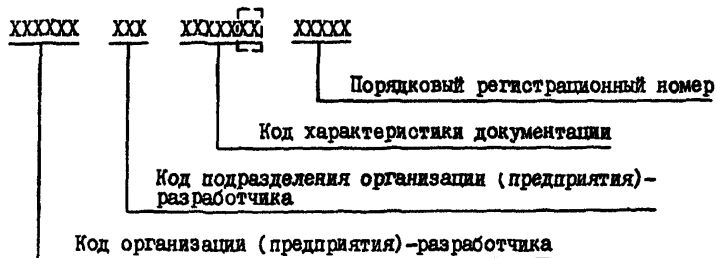 XXXXXX XXX XXXXXXX XXXXX
Порядковый регистрационный номер
Код характеристики документации
Код подразделения организации (предприятия)-
разработчика
Код организации (предприятия)-разработчика